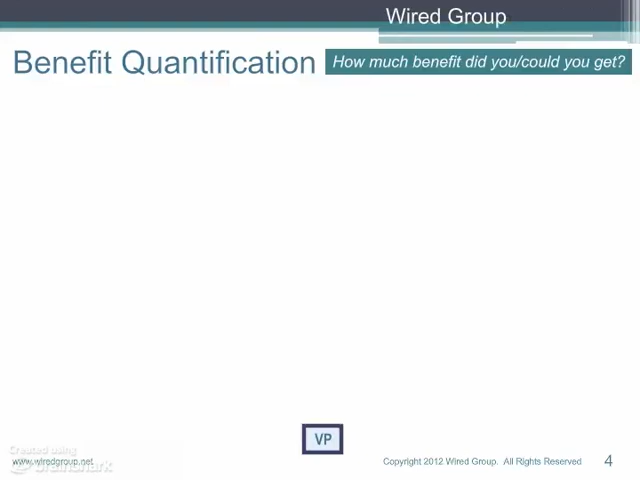 Wired Group
Benefit Quantification
How much benefit did you/could you get?
VP
Created using
brainshark
www.wiredgroup.net
Copyright 2012 Wired Group. All Rights Reserved
4